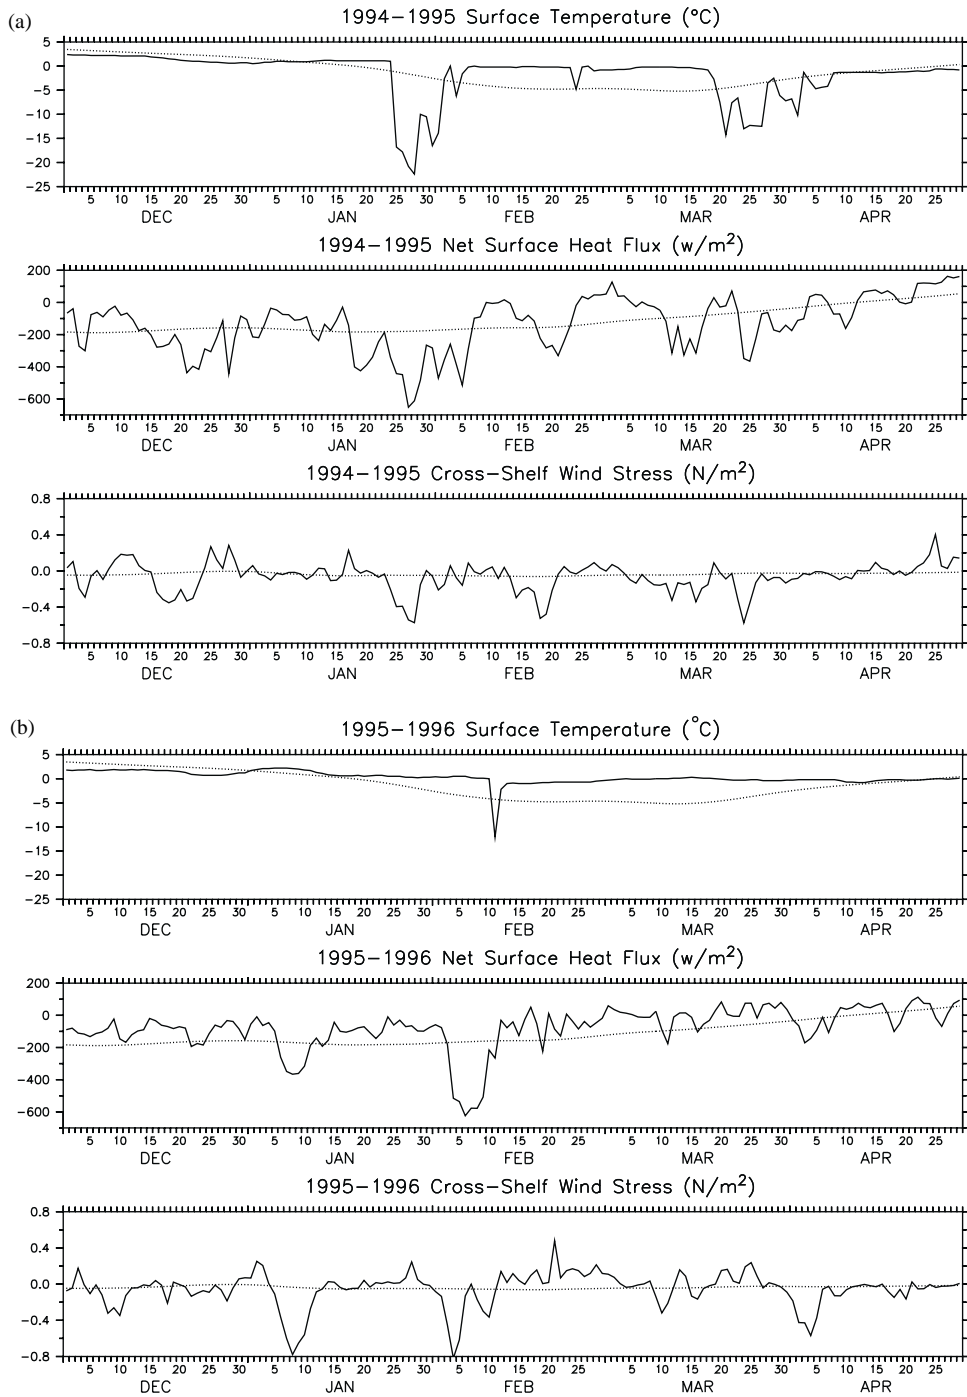 (a)
1994−1995 Surface Temperature (°C)
5
0
−5
−10
−15
−20
−25
5 10 15 20 25 30 5 10 15 20 25 30 5 10 15 20 25 5 10 15 20 25 30 5 10 15 20 25
DEC JAN FEB MAR APR
1994−1995 Net Surface Heat Flux (w/m²)
200
0
−200
−400
−600
5 10 15 20 25 30 5 10 15 20 25 30 5 10 15 20 25 5 10 15 20 25 30 5 10 15 20 25
DEC JAN FEB MAR APR
1994−1995 Cross−Shelf Wind Stress (N/m²)
0.8
0.4
0.0
−0.4
−0.8
5 10 15 20 25 30 5 10 15 20 25 30 5 10 15 20 25 5 10 15 20 25 30 5 10 15 20 25
DEC JAN FEB MAR APR
(b)
1995−1996 Surface Temperature (°C)
5
0
−5
−10
−15
−20
−25
5 10 15 20 25 30 5 10 15 20 25 30 5 10 15 20 25 5 10 15 20 25 30 5 10 15 20 25
DEC JAN FEB MAR APR
1995−1996 Net Surface Heat Flux (w/m²)
200
0
−200
−400
−600
5 10 15 20 25 30 5 10 15 20 25 30 5 10 15 20 25 5 10 15 20 25 30 5 10 15 20 25
DEC JAN FEB MAR APR
1995−1996 Cross−Shelf Wind Stress (N/m²)
0.8
0.4
0.0
−0.4
−0.8
5 10 15 20 25 30 5 10 15 20 25 30 5 10 15 20 25 5 10 15 20 25 30 5 10 15 20 25
DEC JAN FEB MAR APR